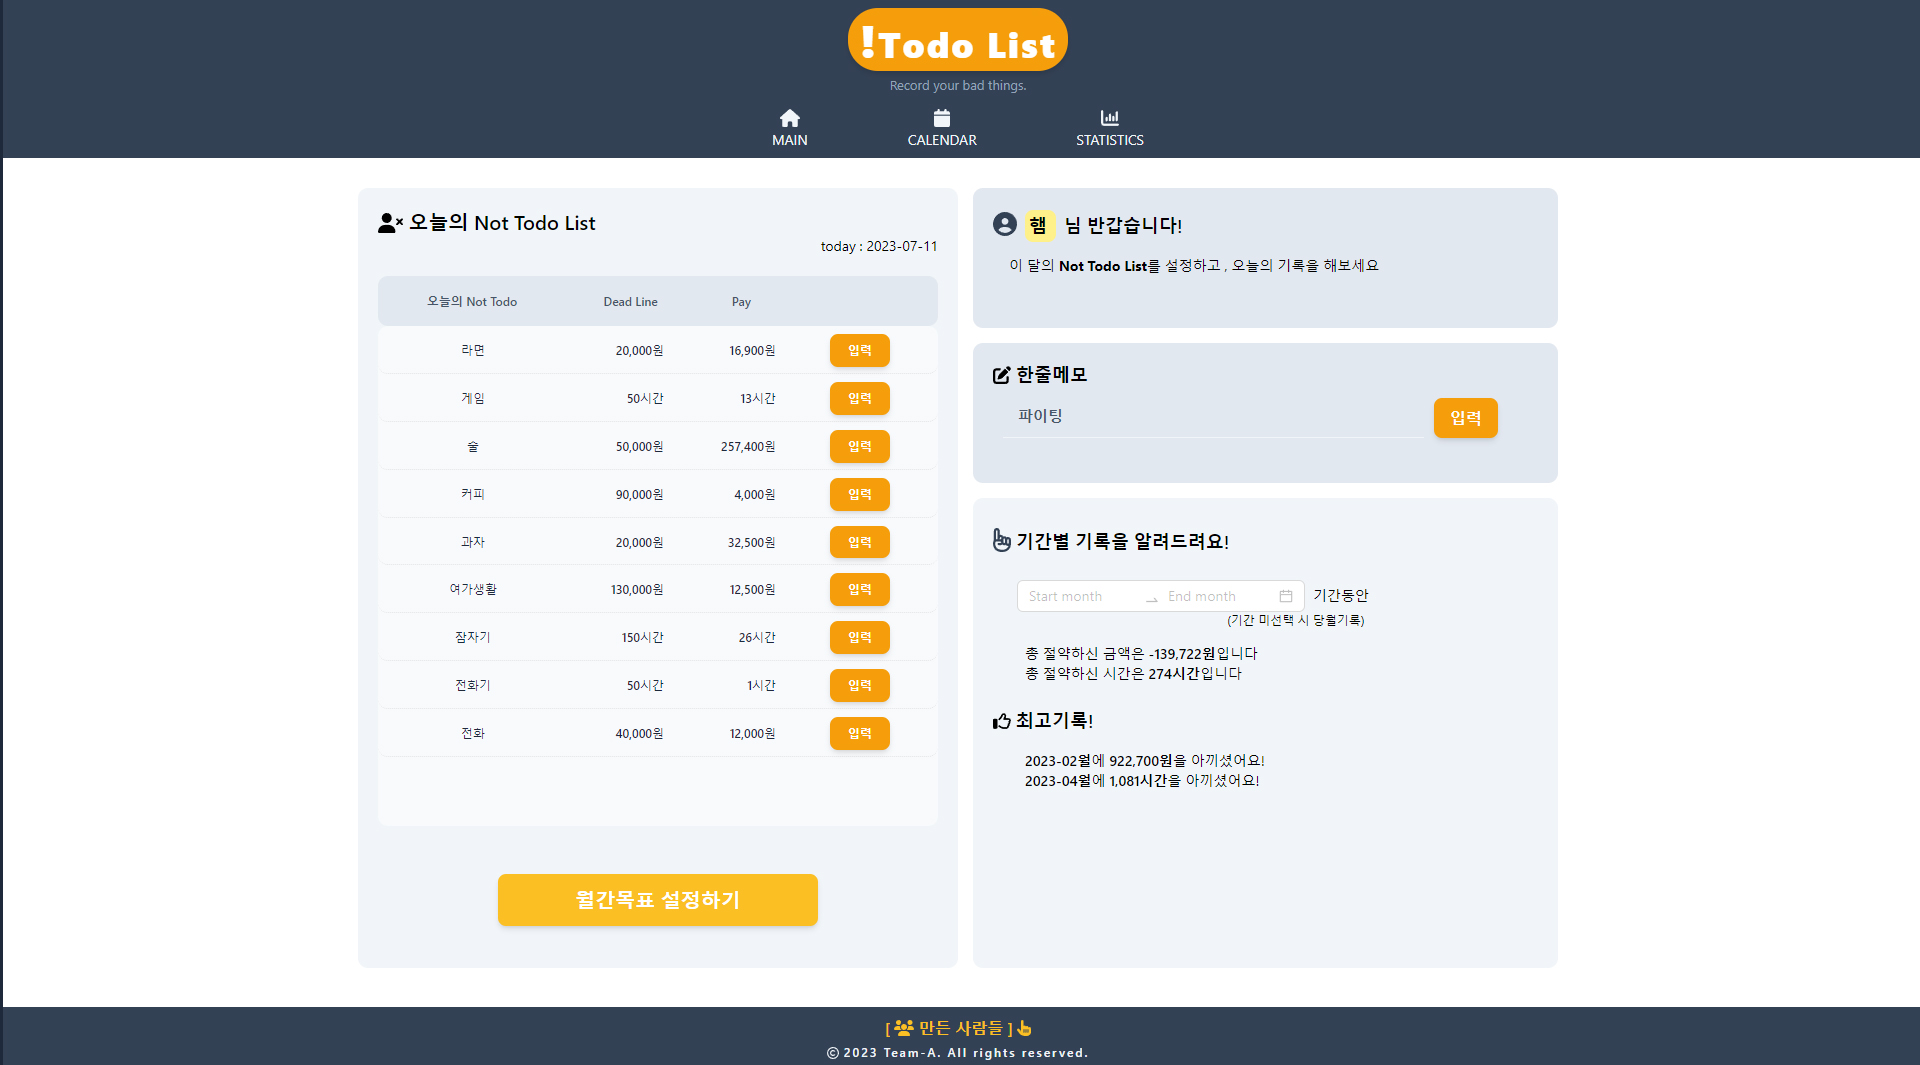 !Todo List
Record your bad things.
MAIN CALENDAR STATISTICS
오늘의 Not Todo List
today : 2023-07-11
오늘의 Not Todo Dead Line Pay
라면 20,000원 16,900원 입력
게임 50시간 13시간 입력
술 50,000원 257,400원 입력
커피 90,000원 4,000원 입력
과자 20,000원 32,500원 입력
여가생활 130,000원 12,500원 입력
잠자기 150시간 26시간 입력
전화기 50시간 1시간 입력
전화 40,000원 12,000원 입력
월간목표 설정하기
햄 님 반갑습니다!
이 달의 Not Todo List를 설정하고 , 오늘의 기록을 해보세요
한줄메모
파이팅 입력
기간별 기록을 알려드려요!
Start month End month 기간동안
(기간 미선택 시 당월기록)
총 절약하신 금액은 -139,722원입니다
총 절약하신 시간은 274시간입니다
최고기록!
2023-02월에 922,700원을 아끼셨어요!
2023-04월에 1,081시간을 아끼셨어요!
[ 만든 사람들 ]
© 2023 Team-A. All rights reserved.